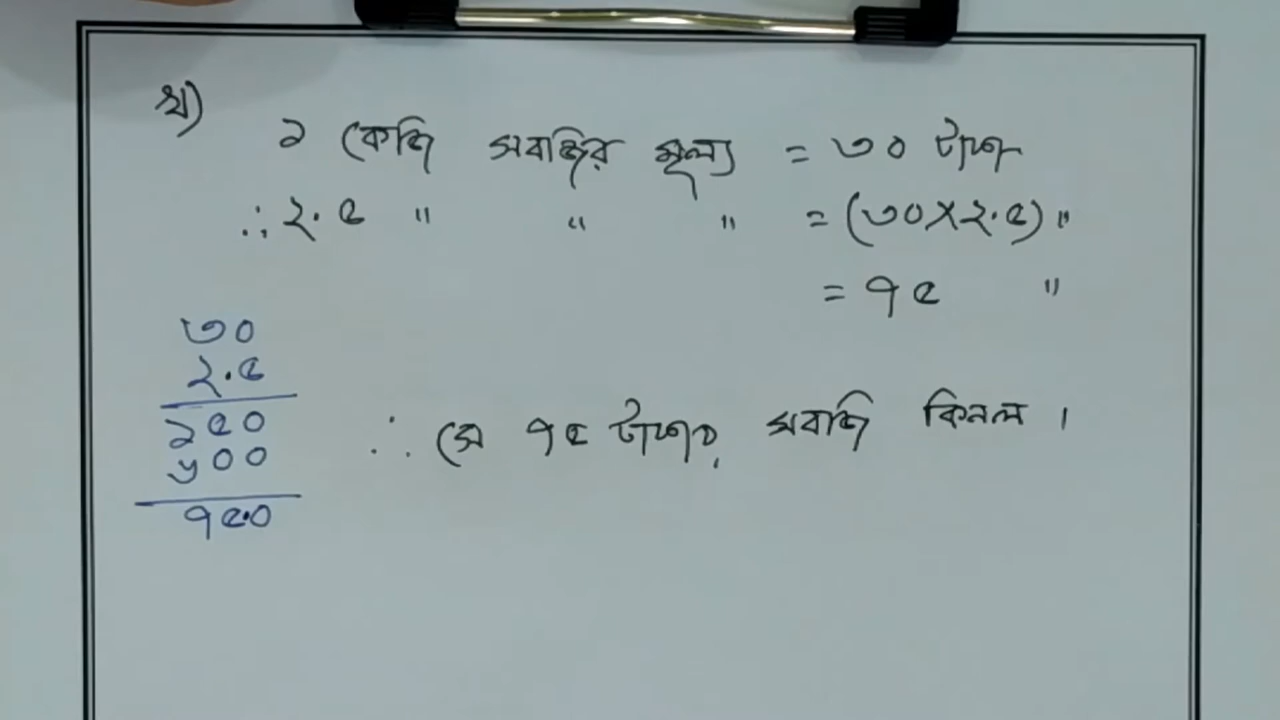 খ)
১ কেজি সবজির মূল্য = ৩০ টাকা
∴ ২.৫ " " " = (৩০×২.৫) "
= ৭৫ "
৩০
২.৫
১৫০
৬০০
৭৫.০
∴ সে ৭৫ টাকার সবজি কিনল।